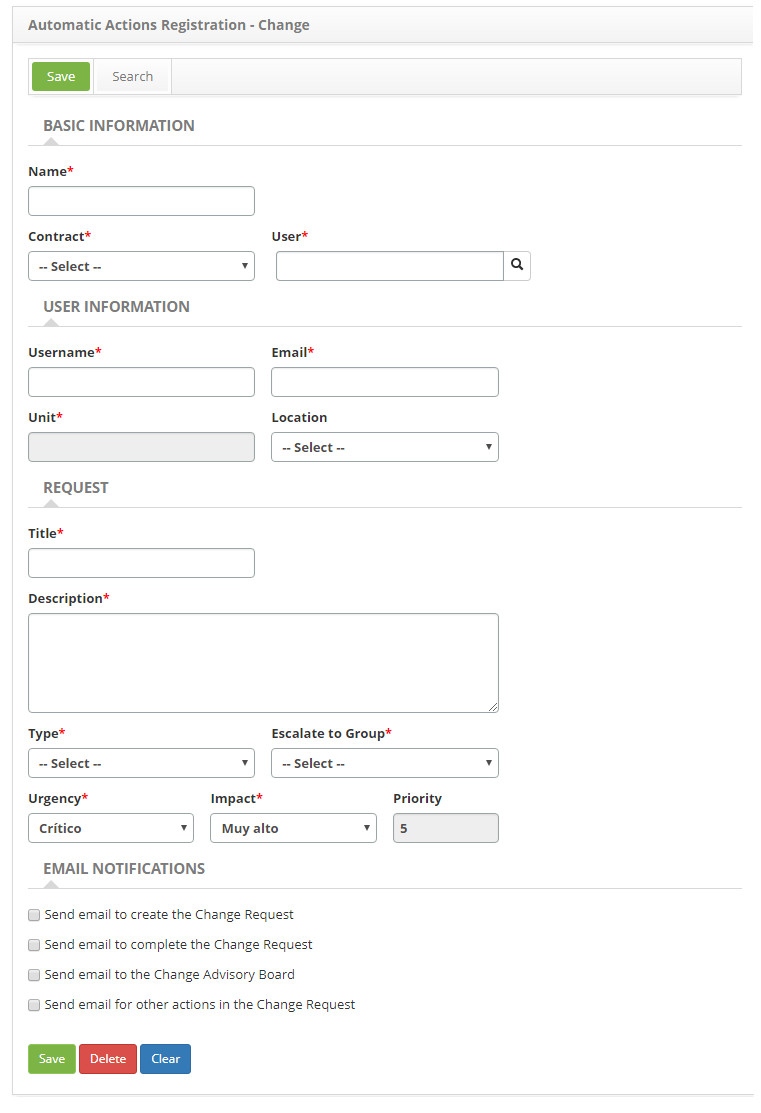 Automatic Actions Registration - Change
Save Search
BASIC INFORMATION
Name*
Contract* User*
-- Select --
USER INFORMATION
Username* Email*
Unit* Location
-- Select --
REQUEST
Title*
Description*
Type* Escalate to Group*
-- Select -- -- Select --
Urgency* Impact* Priority
Crítico Muy alto 5
EMAIL NOTIFICATIONS
Send email to create the Change Request
Send email to complete the Change Request
Send email to the Change Advisory Board
Send email for other actions in the Change Request
Save Delete Clear